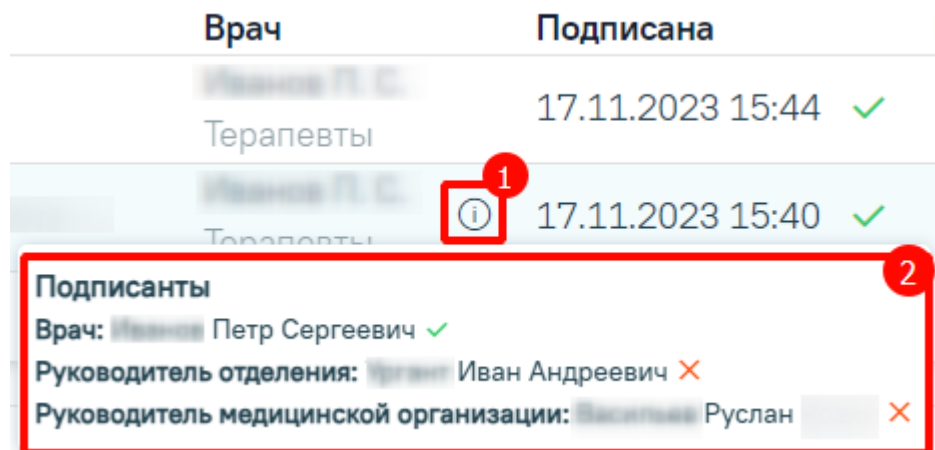 Врач Подписана
17.11.2023 15:44
Терапевты
1
17.11.2023 15:40
Терапевты
2
Подписанты
Врач: Петр Сергеевич
Руководитель отделения: Иван Андреевич
Руководитель медицинской организации: Руслан